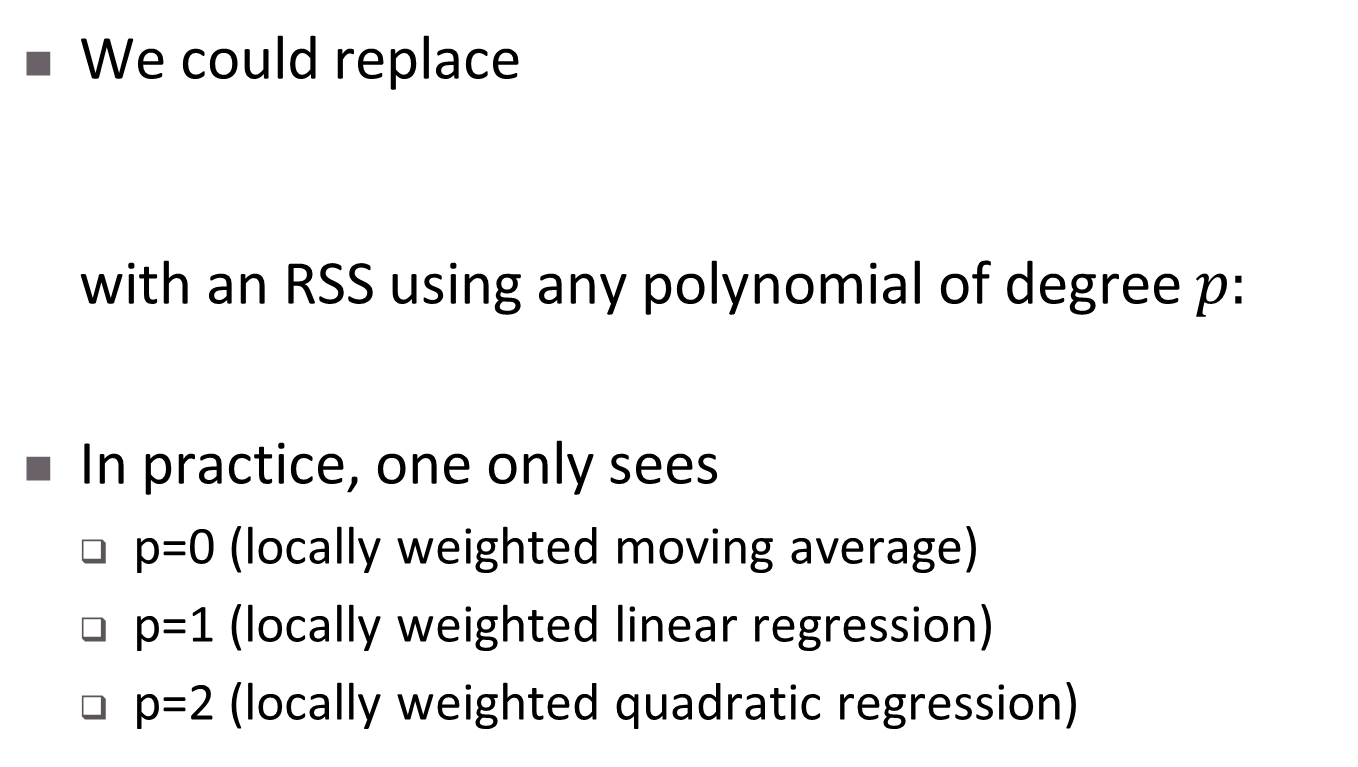 We could replace
with an RSS using any polynomial of degree p:
In practice, one only sees
p=0 (locally weighted moving average)
p=1 (locally weighted linear regression)
p=2 (locally weighted quadratic regression)